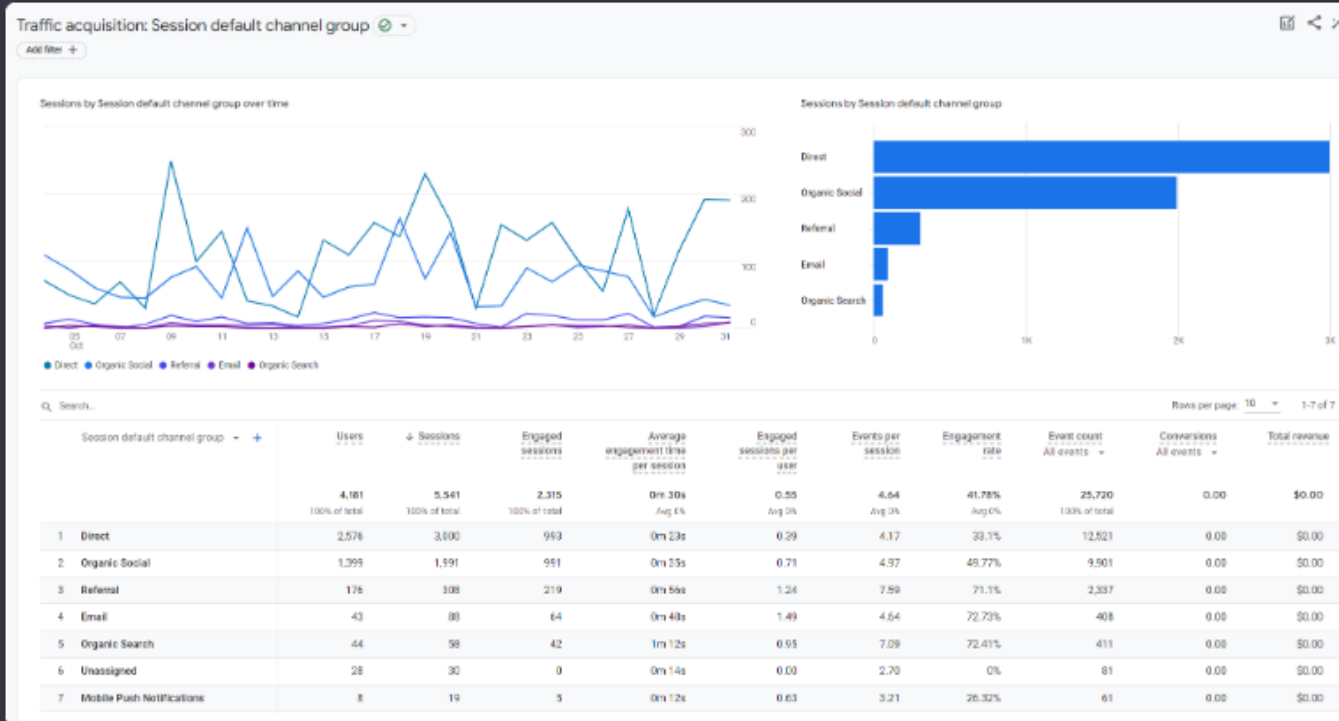 Traffic acquisition: Session default channel group
Add filter +
Sessions by Session default channel group over time
300
200
100
0
05 07 09 11 13 15 17 19 21 23 25 27 29 31
Oct
Direct Organic Social Referral Email Organic Search
Sessions by Session default channel group
Direct
Organic Social
Referral
Email
Organic Search
0 1K 2K 3K
Search...
Rows per page: 10 1-7 of 7
Session default channel group + Users Sessions Engaged sessions Average engagement time per session Engaged sessions per user Events per session Engagement rate Event count All events Conversions All events Total revenue
4,181 5,541 2,315 0m 30s 0.55 4.64 41.78% 25,720 0.00 $0.00
100% of total 100% of total 100% of total Avg 0% Avg 0% Avg 0% Avg 0% 100% of total
1 Direct 2,576 3,000 993 0m 23s 0.39 4.17 33.1% 12,521 0.00 $0.00
2 Organic Social 1,399 1,991 991 0m 35s 0.71 4.97 49.77% 9,901 0.00 $0.00
3 Referral 176 308 219 0m 56s 1.24 7.59 71.1% 2,337 0.00 $0.00
4 Email 43 88 64 0m 48s 1.49 4.64 72.73% 408 0.00 $0.00
5 Organic Search 44 58 42 1m 12s 0.95 7.09 72.41% 411 0.00 $0.00
6 Unassigned 28 30 0 0m 14s 0.00 2.70 0% 81 0.00 $0.00
7 Mobile Push Notifications 8 19 5 0m 12s 0.63 3.21 26.32% 61 0.00 $0.00